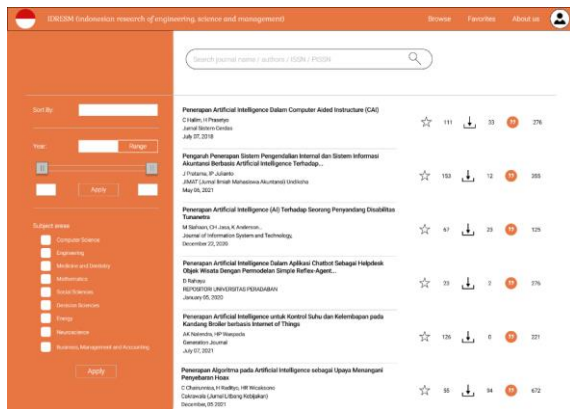 IDRESM (Indonesian research of engineering, science and management)
Browse Favorites About us
Search journal name / authors / ISSN / PISSN
Sort By:
Year:
Range
Apply
Subject areas
Computer Science
Engineering
Medicine and Dentistry
Mathematics
Social Sciences
Decision Sciences
Energy
Neuroscience
Business, Management and Accounting
Apply
Penerapan Artificial Intelligence Dalam Computer Aided Instructure (CAI)
C Halim, H Prasetyo
Jurnal Sistem Cerdas
July 07, 2018
111 33 276
Pengaruh Penerapan Sistem Pengendalian Internal dan Sistem Informasi
Akuntansi Berbasis Artificial Intelligence Terhadap...
J Pratama, IP Julianto
JIMAT (Jurnal Ilmiah Mahasiswa Akuntansi) Undiksha
May 06, 2021
153 12 355
Penerapan Artificial Intelligence (AI) Terhadap Seorang Penyandang Disabilitas
Tunanetra
M Siahaan, CH Jasa, K Anderson...
Journal of Information System and Technology,
December 22, 2020
67 23 125
Penerapan Artificial Intelligence Dalam Aplikasi Chatbot Sebagai Helpdesk
Objek Wisata Dengan Permodelan Simple Reflex-Agent...
D Rahayu
REPOSITORI UNIVERSITAS PERADABAN
January 05, 2020
23 2 276
Penerapan Artificial Intelligence untuk Kontrol Suhu dan Kelembapan pada
Kandang Broiler berbasis Internet of Things
AK Nalendra, HP Waspada
Generation Journal
July 07, 2021
126 6 221
Penerapan Algoritma pada Artificial Intelligence sebagai Upaya Menangani
Penyebaran Hoax
C Chairunnisa, H Radityo, HR Wicaksono
Cakrawala (Jurnal Litbang Kebijakan)
December, 05 2021
55 94 672